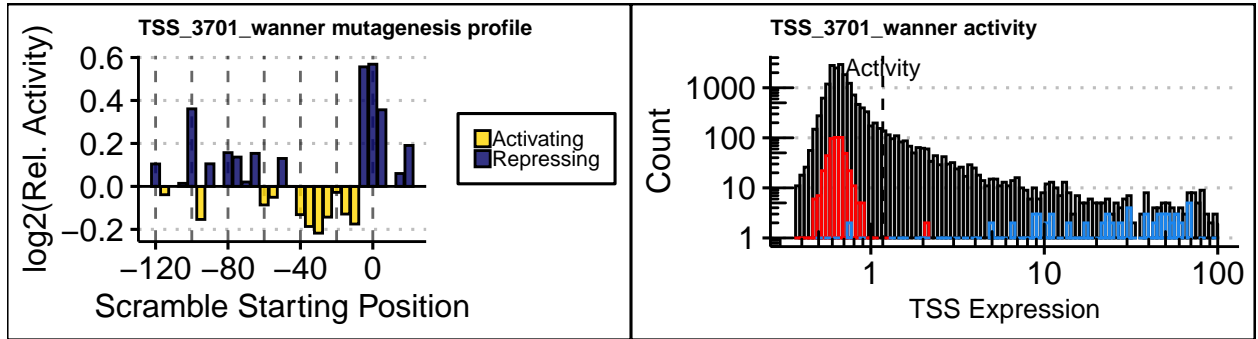 TSS_3701_wanner mutagenesis profile
log2(Rel. Activity)
0.6
0.4
0.2
0.0
−0.2
−120
−80
−40
0
Scramble Starting Position
Activating
Repressing
TSS_3701_wanner activity
Activity
Count
1000
100
10
1
1
10
100
TSS Expression